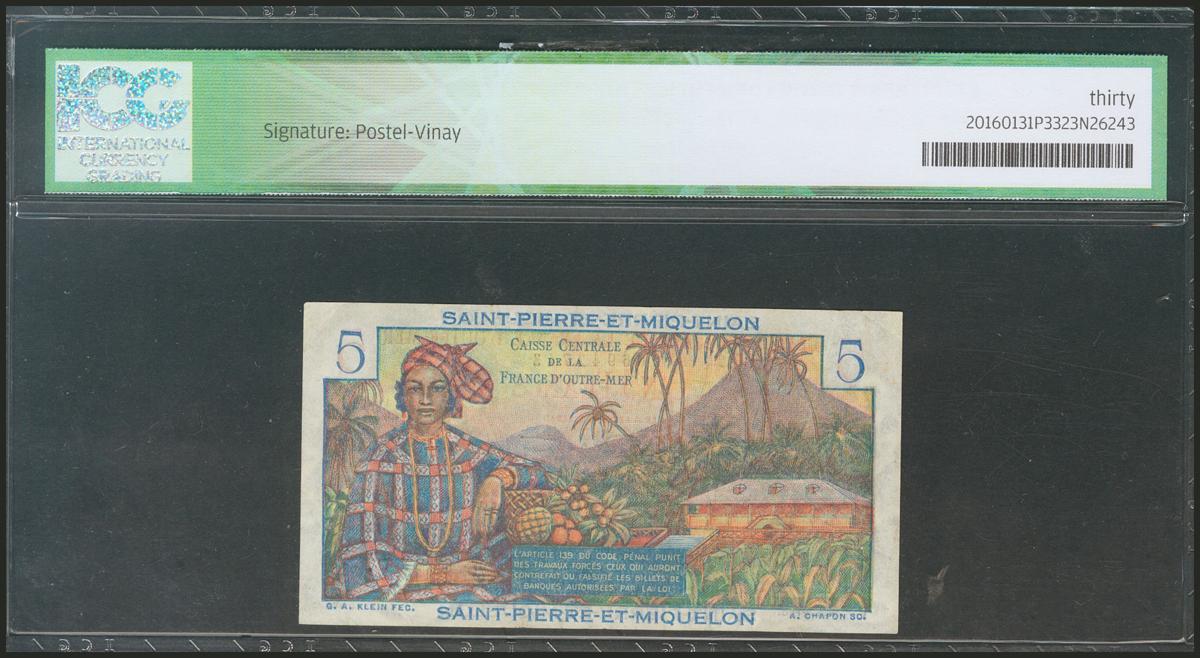 ICG
INTERNATIONAL
CURRENCY
GRADING
Signature: Postel-Vinay
thirty
20160131P3323N26243
SAINT-PIERRE-ET-MIQUELON
5
CAISSE CENTRALE
DE LA
FRANCE D'OUTRE-MER
5
L'ARTICLE 139 DU CODE PÉNAL PUNIT
DES TRAVAUX FORCÉS CEUX QUI AURONT
CONTREFAIT OU FALSIFIÉ LES BILLETS DE
BANQUES AUTORISÉES PAR LA LOI.
G. A. KLEIN FEC.
SAINT-PIERRE-ET-MIQUELON
A. CHAPON SC.